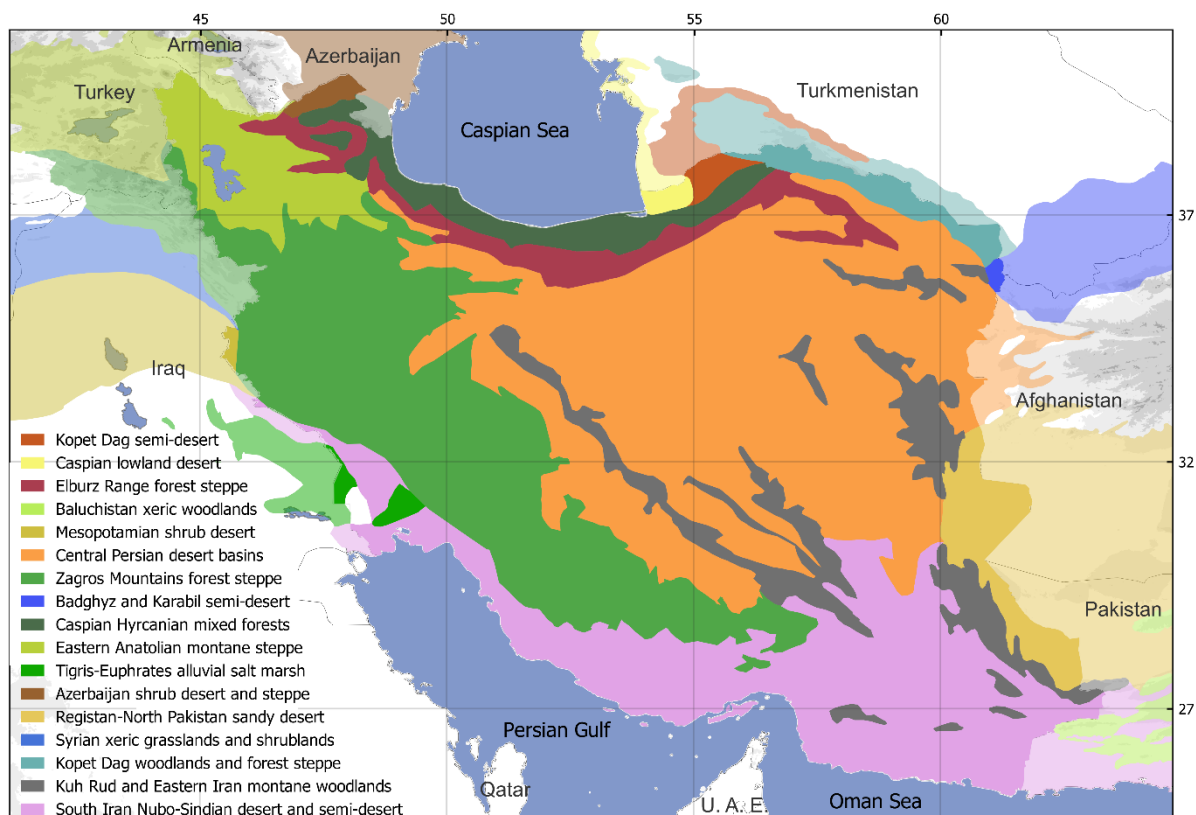 45
50
55
60
Armenia
Azerbaijan
Turkey
Caspian Sea
Turkmenistan
37
Iraq
Afghanistan
Kopet Dag semi-desert
Caspian lowland desert
32
Elburz Range forest steppe
Baluchistan xeric woodlands
Mesopotamian shrub desert
Central Persian desert basins
Zagros Mountains forest steppe
Badghyz and Karabil semi-desert
Pakistan
Caspian Hyrcanian mixed forests
Eastern Anatolian montane steppe
Tigris-Euphrates alluvial salt marsh
Azerbaijan shrub desert and steppe
Registan-North Pakistan sandy desert
27
Syrian xeric grasslands and shrublands
Persian Gulf
Kopet Dag woodlands and forest steppe
Kuh Rud and Eastern Iran montane woodlands
Qatar
South Iran Nubo-Sindian desert and semi-desert
U. A. E.
Oman Sea